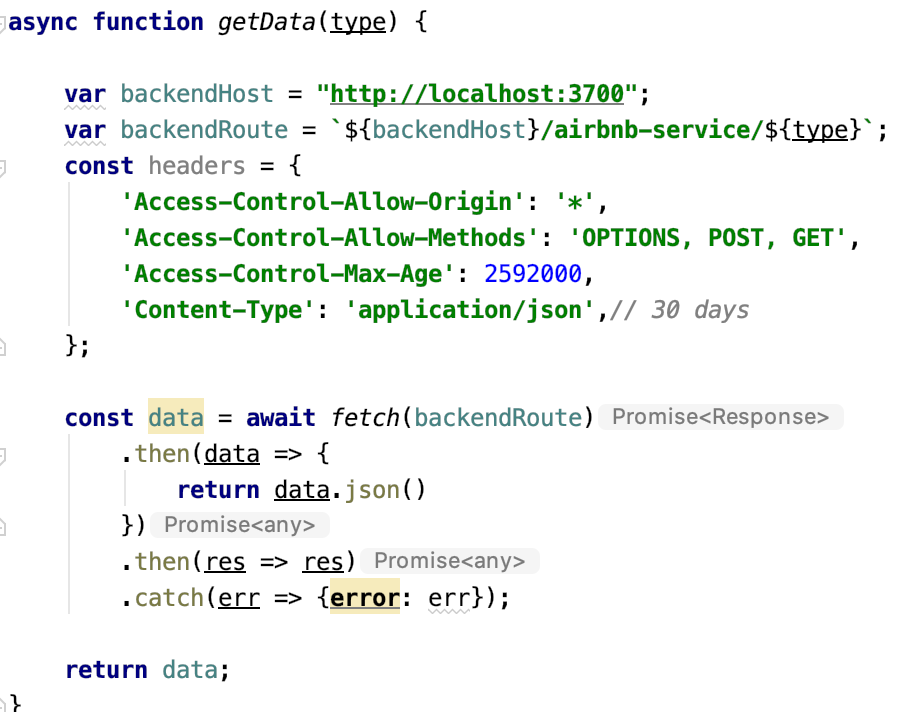 async function getData(type) {
var backendHost = "http://localhost:3700";
var backendRoute = `${backendHost}/airbnb-service/${type}`;
const headers = {
'Access-Control-Allow-Origin': '*',
'Access-Control-Allow-Methods': 'OPTIONS, POST, GET',
'Access-Control-Max-Age': 2592000,
'Content-Type': 'application/json',// 30 days
};
const data = await fetch(backendRoute) Promise<Response>
.then(data => {
return data.json()
}) Promise<any>
.then(res => res) Promise<any>
.catch(err => {error: err});
return data;
}